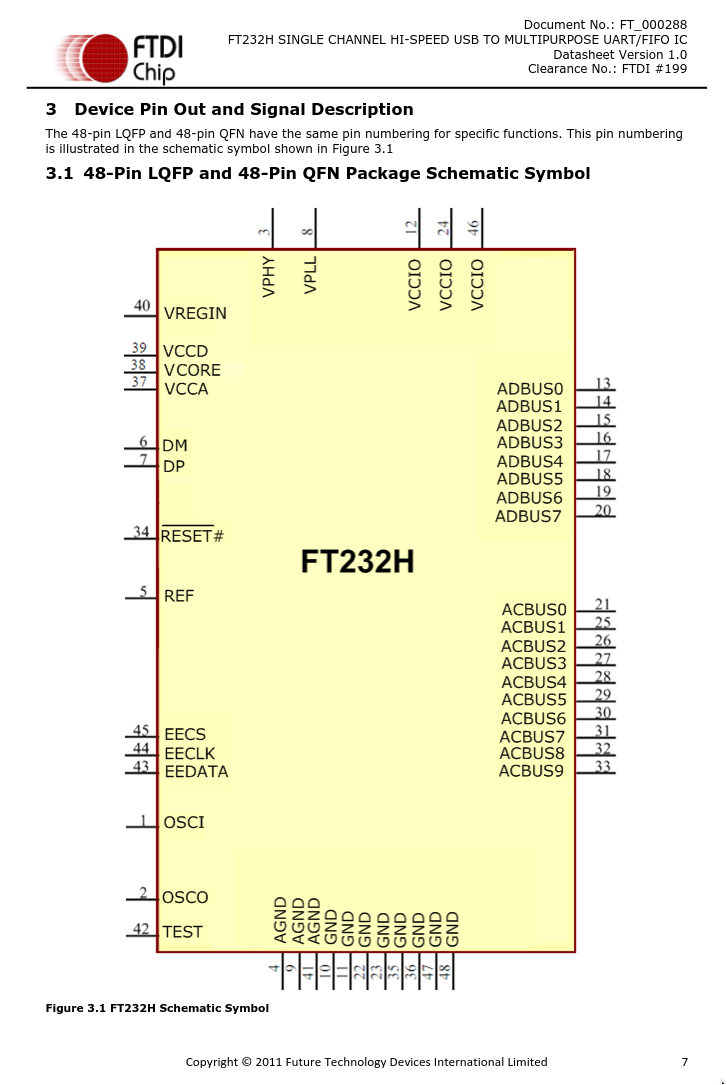 Document No.: FT_000288
FT232H SINGLE CHANNEL HI-SPEED USB TO MULTIPURPOSE UART/FIFO IC
Datasheet Version 1.0
Clearance No.: FTDI #199
FTDI
Chip
3 Device Pin Out and Signal Description
The 48-pin LQFP and 48-pin QFN have the same pin numbering for specific functions. This pin numbering
is illustrated in the schematic symbol shown in Figure 3.1
3.1 48-Pin LQFP and 48-Pin QFN Package Schematic Symbol
3 8 12 24 46
VPHY VPLL VCCIO VCCIO VCCIO
40 VREGIN
39 VCCD
38 VCORE
37 VCCA
ADBUS0 13
ADBUS1 14
ADBUS2 15
ADBUS3 16
ADBUS4 17
ADBUS5 18
ADBUS6 19
ADBUS7 20
6 DM
7 DP
34 RESET#
FT232H
5 REF
ACBUS0 21
ACBUS1 25
ACBUS2 26
ACBUS3 27
ACBUS4 28
ACBUS5 29
ACBUS6 30
ACBUS7 31
ACBUS8 32
ACBUS9 33
45 EECS
44 EECLK
43 EEDATA
1 OSCI
2 OSCO
42 TEST
AGND AGND AGND GND GND GND GND GND GND GND GND
4 9 41 10 11 22 23 35 36 47 48
Figure 3.1 FT232H Schematic Symbol
Copyright © 2011 Future Technology Devices International Limited 7